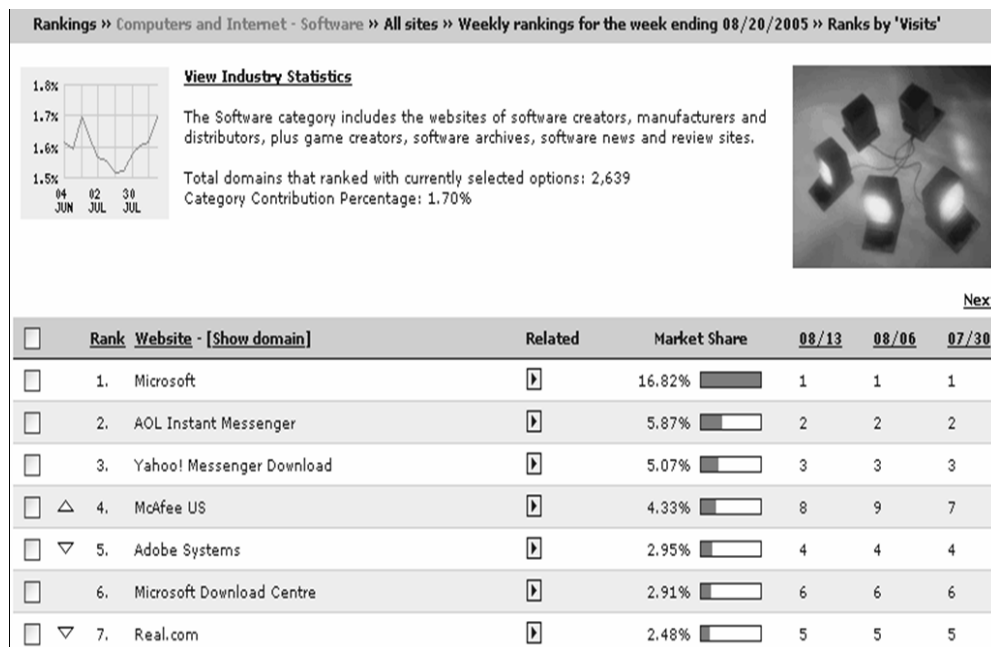 Rankings » Computers and Internet - Software » All sites » Weekly rankings for the week ending 08/20/2005 » Ranks by 'Visits'
1.8%
1.7%
1.6%
1.5%
04 JUN 02 JUL 30 JUL
View Industry Statistics
The Software category includes the websites of software creators, manufacturers and
distributors, plus game creators, software archives, software news and review sites.
Total domains that ranked with currently selected options: 2,639
Category Contribution Percentage: 1.70%
Next
Rank Website - [Show domain] Related Market Share 08/13 08/06 07/30
1. Microsoft 16.82% 1 1 1
2. AOL Instant Messenger 5.87% 2 2 2
3. Yahoo! Messenger Download 5.07% 3 3 3
4. McAfee US 4.33% 8 9 7
5. Adobe Systems 2.95% 4 4 4
6. Microsoft Download Centre 2.91% 6 6 6
7. Real.com 2.48% 5 5 5